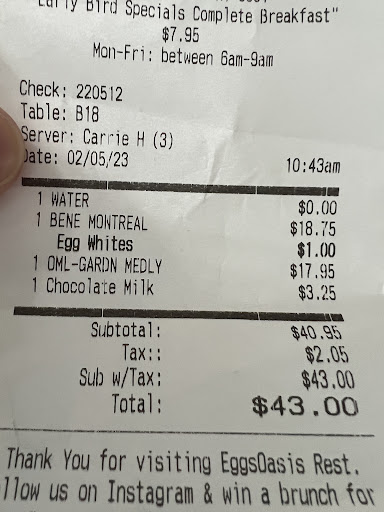 Early Bird Specials Complete Breakfast"
$7.95
Mon-Fri: between 6am-9am
Check: 220512
Table: B18
Server: Carrie H (3)
Date: 02/05/23 10:43am
1 WATER $0.00
1 BENE MONTREAL $18.75
Egg Whites $1.00
1 OML-GARDN MEDLY $17.95
1 Chocolate Milk $3.25
Subtotal: $40.95
Tax:: $2.05
Sub w/Tax: $43.00
Total: $43.00
Thank You for visiting EggsOasis Rest.
llow us on Instagram & win a brunch for